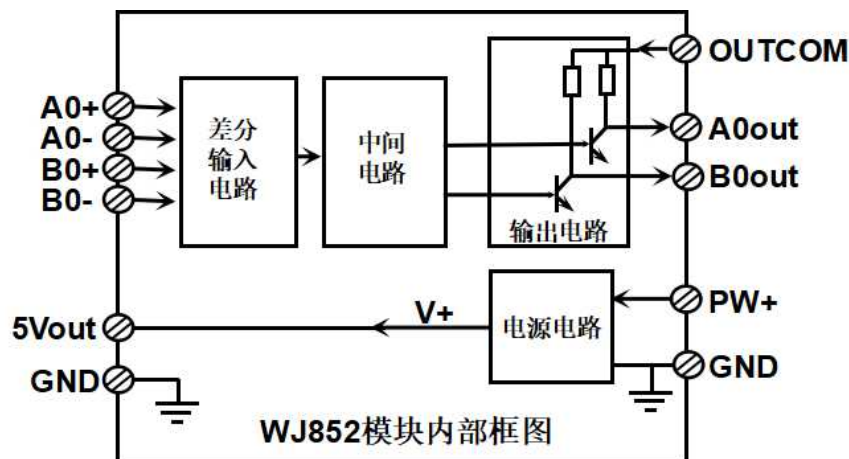 OUTCOM
A0+
A0-
B0+
B0-
差分
输入
电路
中间
电路
A0out
B0out
输出电路
5Vout
V+
电源电路
PW+
GND
GND
WJ852模块内部框图